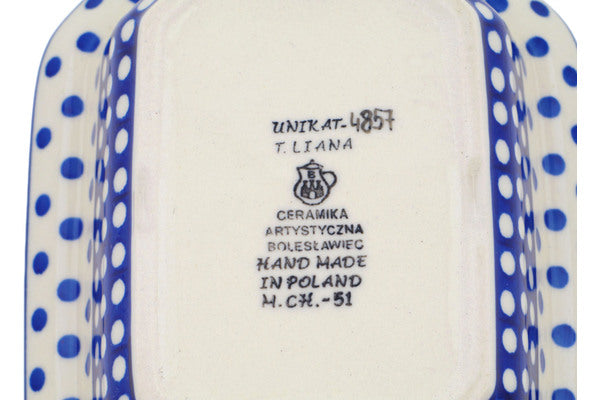 UNIKAT-4857
T. LIANA
B
CERAMIKA
ARTYSTYCZNA
BOLESŁAWIEC
HAND MADE
IN POLAND
M.CH.-51